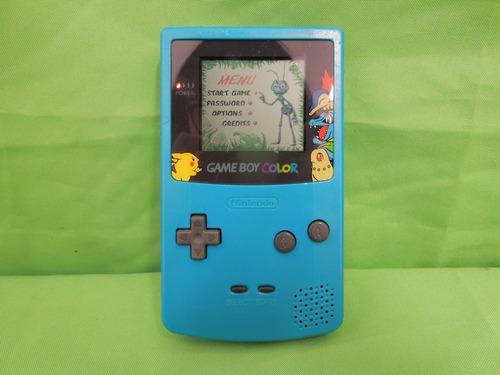 MENU
START GAME
PASSWORD
OPTIONS
CREDITS
POWER
GAME BOY COLOR
Nintendo